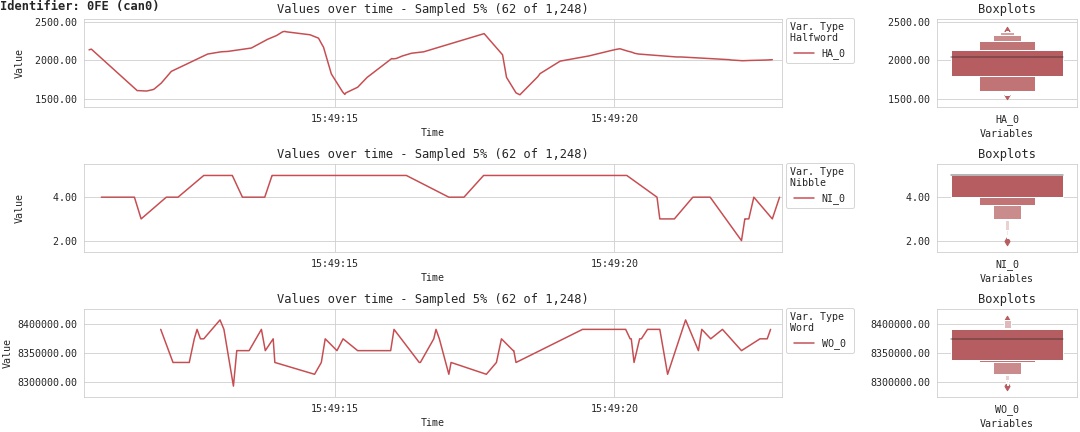 Identifier: 0FE (can0)
Values over time - Sampled 5% (62 of 1,248)
Boxplots
2500.00
2000.00
1500.00
Value
15:49:15
15:49:20
Time
Var. Type
Halfword
HA_0
2500.00
2000.00
1500.00
HA_0
Variables
Values over time - Sampled 5% (62 of 1,248)
Boxplots
4.00
2.00
Value
15:49:15
15:49:20
Time
Var. Type
Nibble
NI_0
4.00
2.00
NI_0
Variables
Values over time - Sampled 5% (62 of 1,248)
Boxplots
8400000.00
8350000.00
8300000.00
Value
15:49:15
15:49:20
Time
Var. Type
Word
WO_0
8400000.00
8350000.00
8300000.00
WO_0
Variables